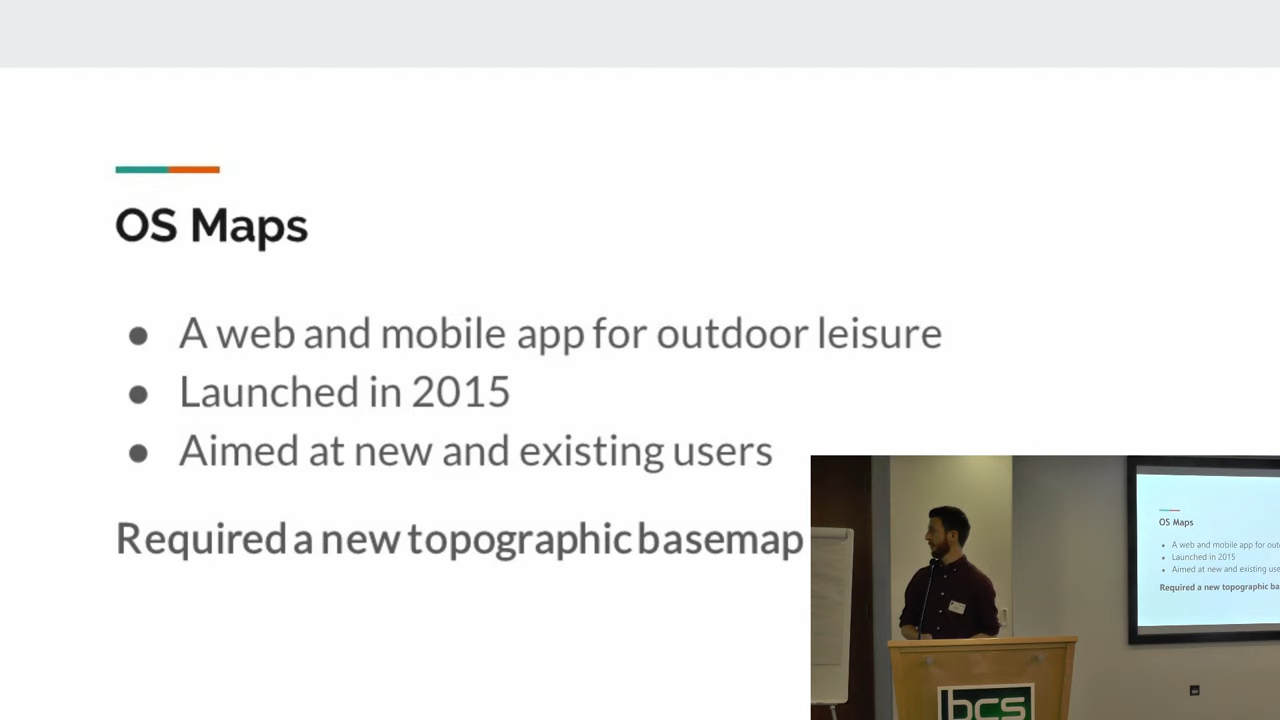 OS Maps
● A web and mobile app for outdoor leisure
● Launched in 2015
● Aimed at new and existing users
Required a new topographic basemap
OS Maps
• A web and mobile app for out
• Launched in 2015
• Aimed at new and existing use
Required a new topographic ba
bcs